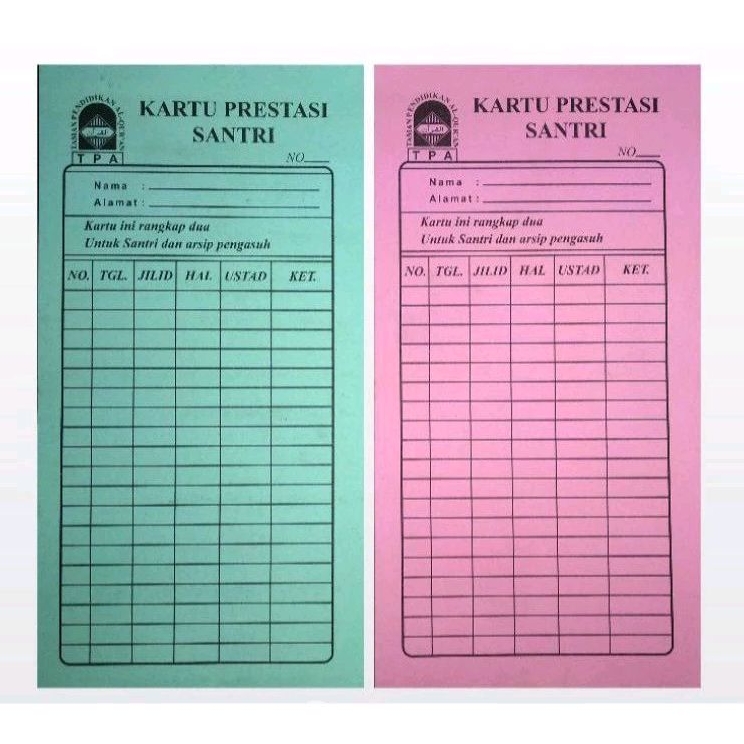 TAMAN PENDIDIKAN AL-QUR'AN
القرآن
TPA
KARTU PRESTASI
SANTRI
NO.
Nama :
Alamat :
Kartu ini rangkap dua
Untuk Santri dan arsip pengasuh
NO. TGL. JILID HAL USTAD KET.
TAMAN PENDIDIKAN AL-QUR'AN
القرآن
TPA
KARTU PRESTASI
SANTRI
NO.
Nama :
Alamat :
Kartu ini rangkap dua
Untuk Santri dan arsip pengasuh
NO. TGL. JILID HAL USTAD KET.